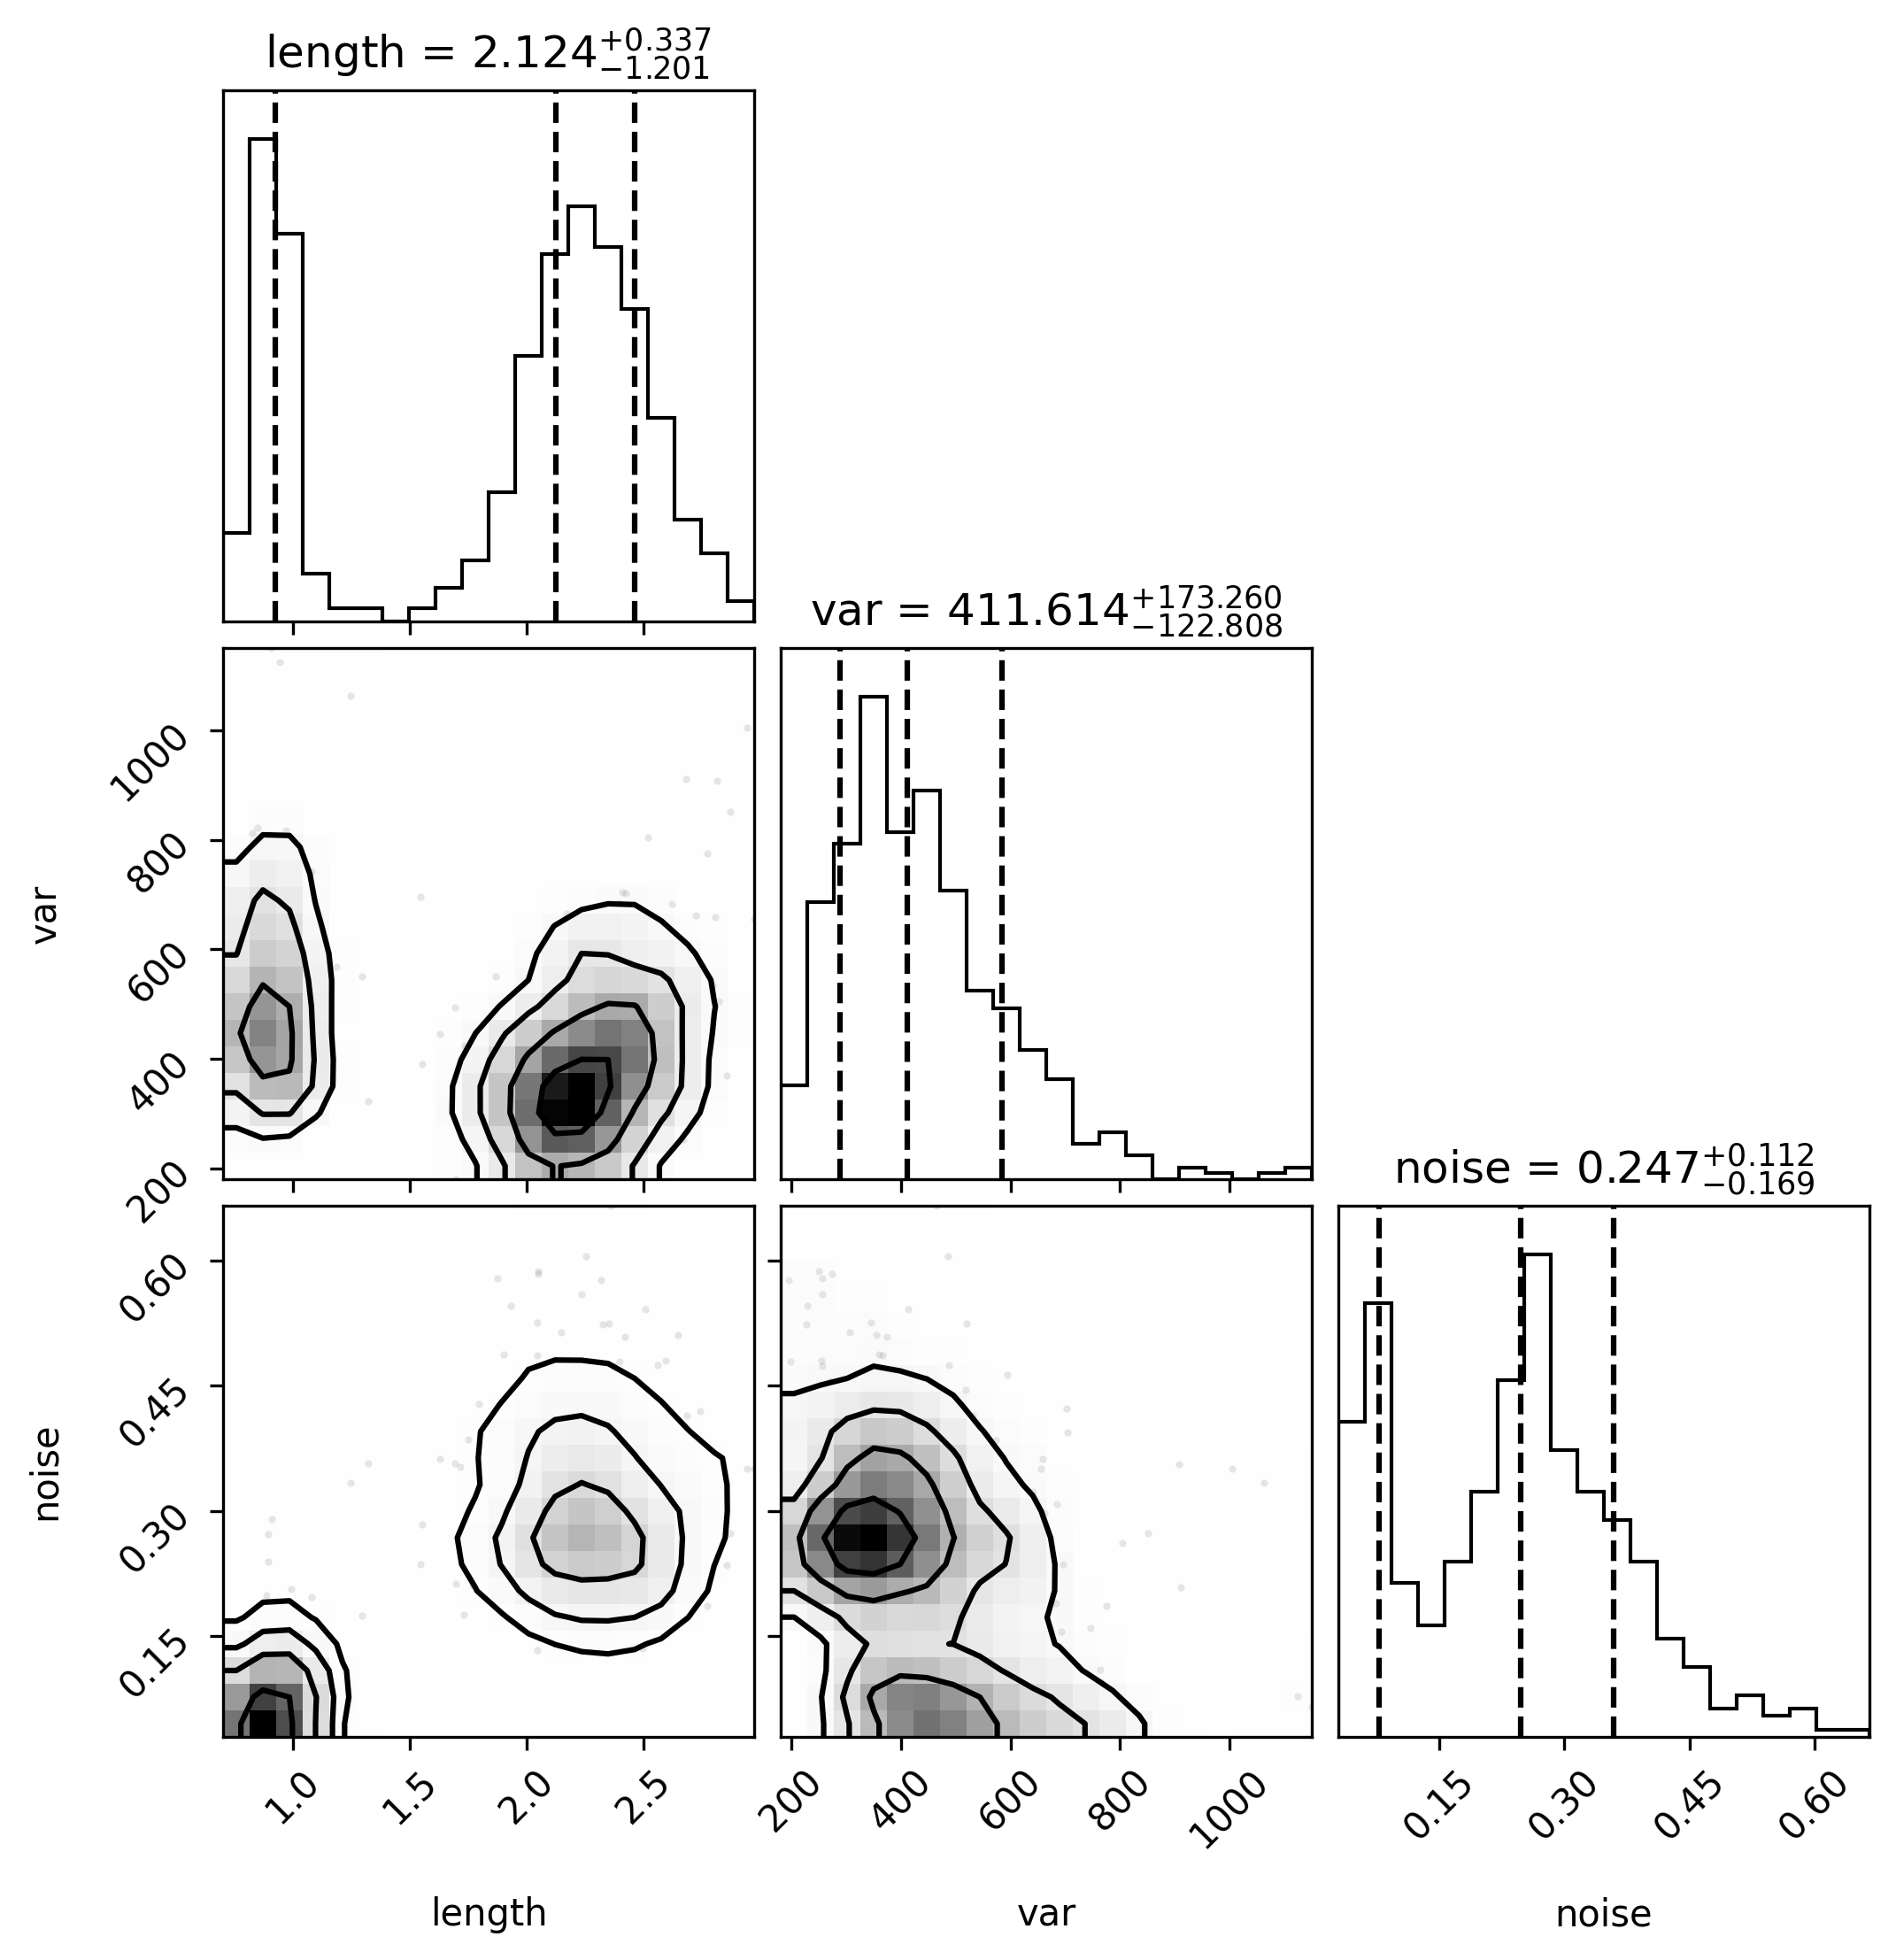 length = 2.124 +0.337 −1.201
var = 411.614 +173.260 −122.808
1000
800
600
400
200
var
noise = 0.247 +0.112 −0.169
0.60
0.45
0.30
0.15
noise
1.0 1.5 2.0 2.5
200 400 600 800 1000
0.15 0.30 0.45 0.60
length
var
noise